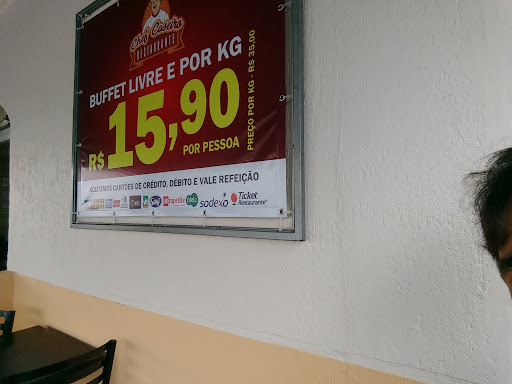 Chef Caseiro
RESTAURANTE
BUFFET LIVRE E POR KG
R$ 15,90
POR PESSOA
PREÇO POR KG - R$ 35,00
ACEITAMOS CARTÕES DE CRÉDITO, DÉBITO E VALE REFEIÇÃO
sodexo
Ticket
Restaurante